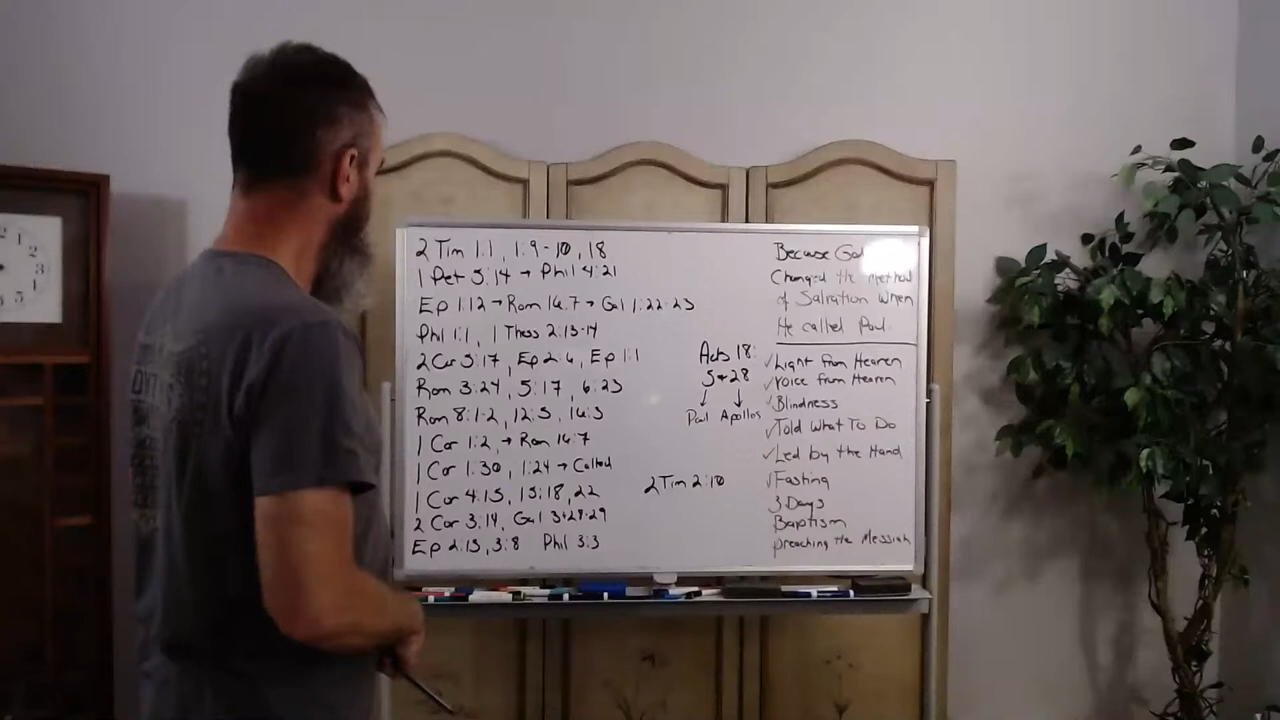 2 Tim 1:1, 1:9-10, 18
1 Pet 5:14 → Phil 4:21
Ep 1:12 → Rom 16:7 → Gal 1:22-23
Phil 1:1, 1 Thess 2:13-14
2 Cor 5:17, Ep 2:6, Ep 1:1
Rom 3:24, 5:17, 6:23
Rom 8:1-2, 12:5, 16:3
1 Cor 1:2, → Rom 16:7
1 Cor 1:30, 1:24 → Called
1 Cor 4:15, 15:18, 22
2 Cor 3:14, Gal 3+28-29
Ep 2:13, 3:8 Phil 3:3
Acts 18:
5+28
Paul Apollos
2 Tim 2:10
Because God
Changed the Method
of Salvation When
He called Paul.
✓Light from Heaven
✓Voice from Heaven
✓Blindness
✓Told What To Do
✓Led by the Hand
✓Fasting
3 Days
Baptism
preaching the Messiah
12
1
2
3
4
5